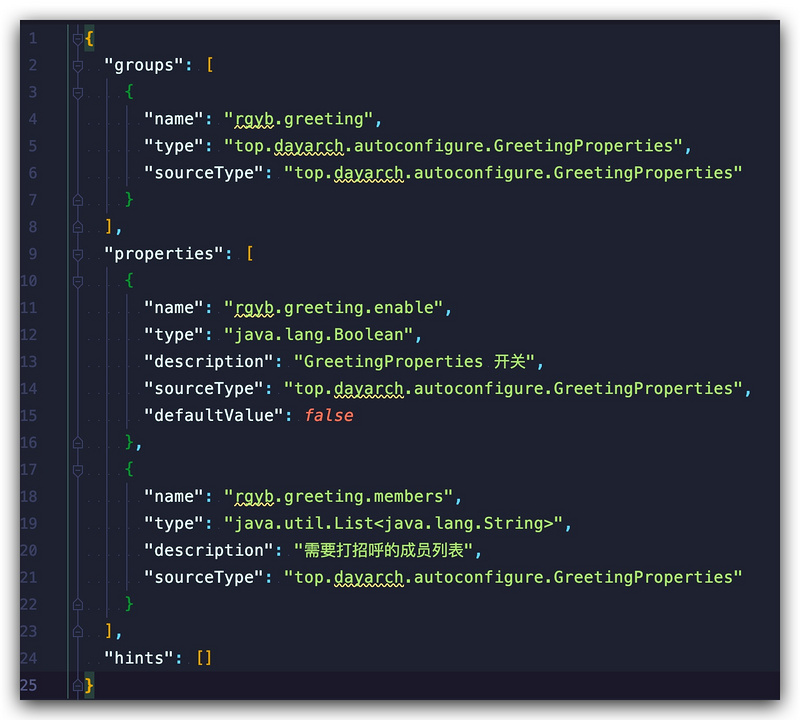 1 {
2 "groups": [
3 {
4 "name": "rgyb.greeting",
5 "type": "top.dayarch.autoconfigure.GreetingProperties",
6 "sourceType": "top.dayarch.autoconfigure.GreetingProperties"
7 }
8 ],
9 "properties": [
10 {
11 "name": "rgyb.greeting.enable",
12 "type": "java.lang.Boolean",
13 "description": "GreetingProperties 开关",
14 "sourceType": "top.dayarch.autoconfigure.GreetingProperties",
15 "defaultValue": false
16 },
17 {
18 "name": "rgyb.greeting.members",
19 "type": "java.util.List<java.lang.String>",
20 "description": "需要打招呼的成员列表",
21 "sourceType": "top.dayarch.autoconfigure.GreetingProperties"
22 }
23 ],
24 "hints": []
25 }